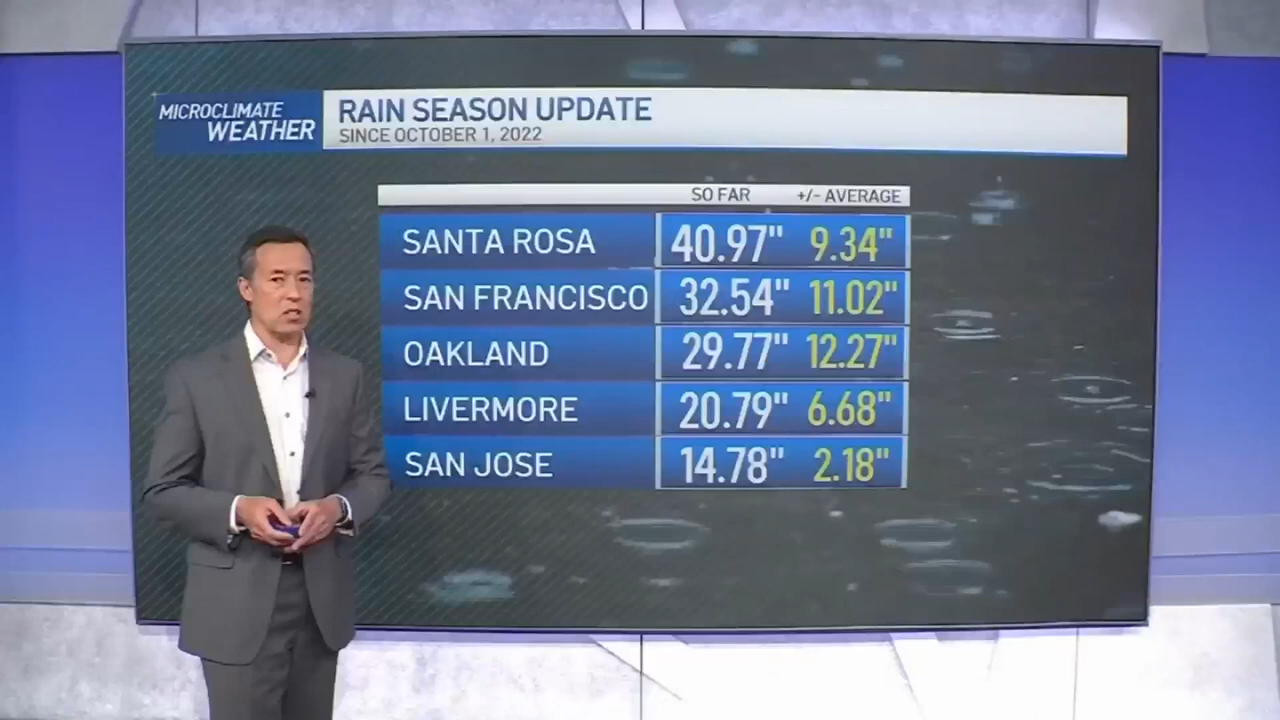 MICROCLIMATE
WEATHER
RAIN SEASON UPDATE
SINCE OCTOBER 1, 2022
SO FAR +/- AVERAGE
SANTA ROSA 40.97" 9.34"
SAN FRANCISCO 32.54" 11.02"
OAKLAND 29.77" 12.27"
LIVERMORE 20.79" 6.68"
SAN JOSE 14.78" 2.18"